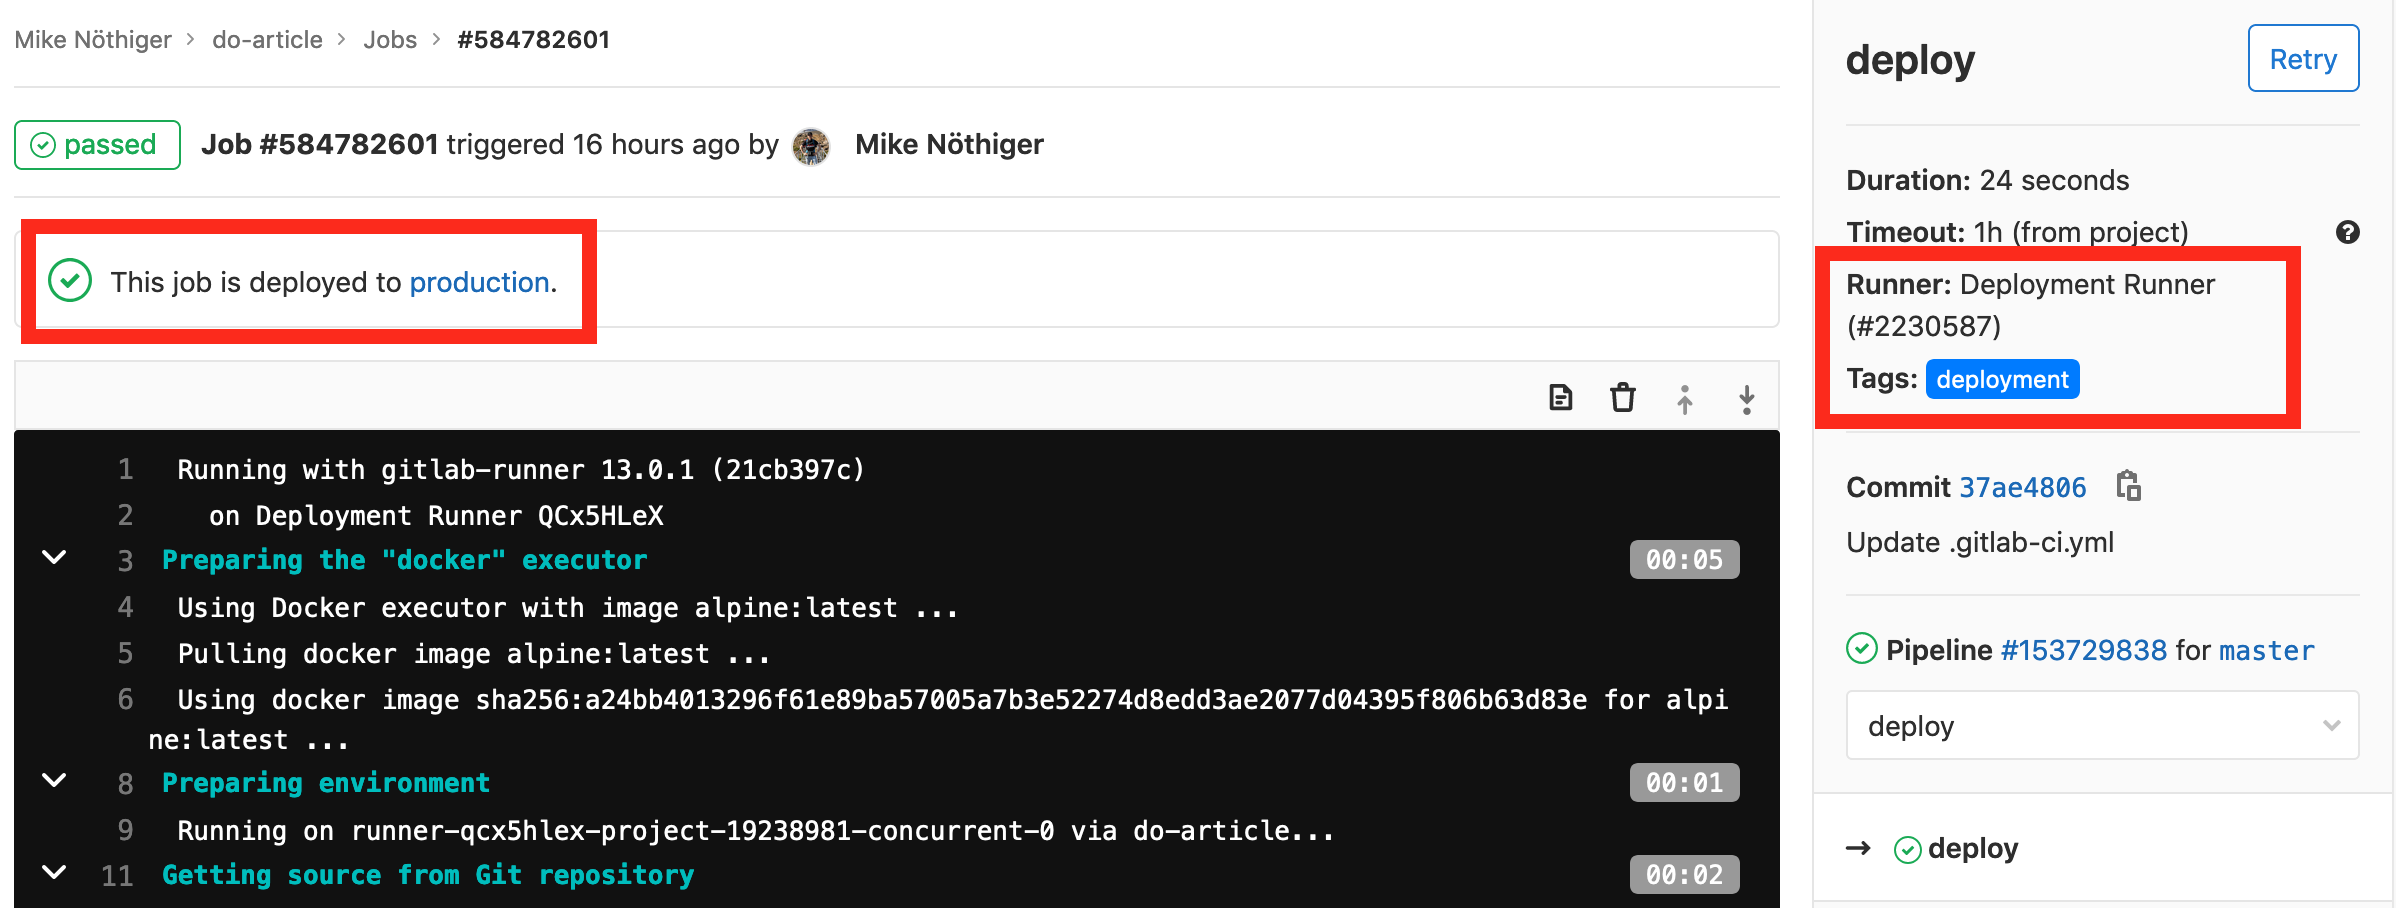 Mike Nöthiger > do-article > Jobs > #584782601
passed Job #584782601 triggered 16 hours ago by Mike Nöthiger
This job is deployed to production.
1 Running with gitlab-runner 13.0.1 (21cb397c)
2 on Deployment Runner QCx5HLeX
3 Preparing the "docker" executor 00:05
4 Using Docker executor with image alpine:latest ...
5 Pulling docker image alpine:latest ...
6 Using docker image sha256:a24bb4013296f61e89ba57005a7b3e52274d8edd3ae2077d04395f806b63d83e for alpi
ne:latest ...
8 Preparing environment 00:01
9 Running on runner-qcx5hlex-project-19238981-concurrent-0 via do-article...
11 Getting source from Git repository 00:02
deploy Retry
Duration: 24 seconds
Timeout: 1h (from project) ?
Runner: Deployment Runner
(#2230587)
Tags: deployment
Commit 37ae4806
Update .gitlab-ci.yml
Pipeline #153729838 for master
deploy
→ deploy